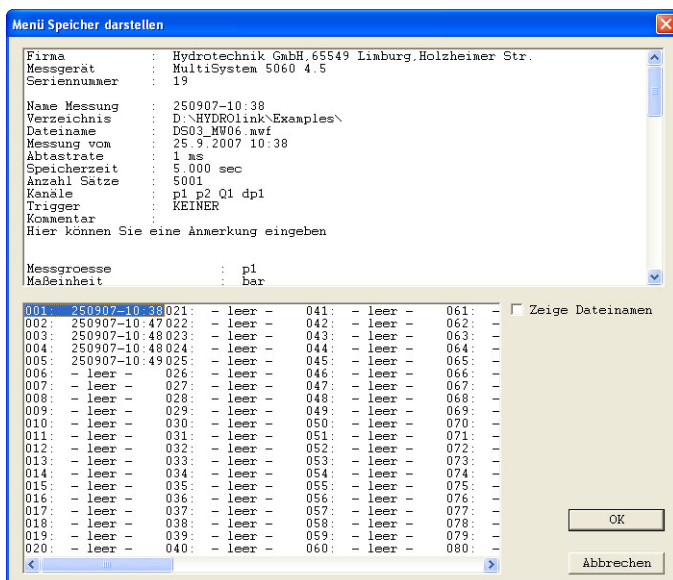 Menü Speicher darstellen
Firma : Hydrotechnik GmbH,65549 Limburg,Holzheimer Str.
Messgerät : MultiSystem 5060 4.5
Seriennummer : 19
Name Messung : 250907-10:38
Verzeichnis : D:\HYDROlink\Examples\
Dateiname : DS03_MW06.mwf
Messung vom : 25.9.2007 10:38
Abtastrate : 1 ms
Speicherzeit : 5.000 sec
Anzahl Sätze : 5001
Kanäle : p1 p2 Q1 dp1
Trigger : KEINER
Kommentar :
Hier können Sie eine Anmerkung eingeben
Messgroesse : p1
Maßeinheit : bar
001: 250907-10:38 021: - leer - 041: - leer - 061: -
002: 250907-10:47 022: - leer - 042: - leer - 062: -
003: 250907-10:48 023: - leer - 043: - leer - 063: -
004: 250907-10:48 024: - leer - 044: - leer - 064: -
005: 250907-10:49 025: - leer - 045: - leer - 065: -
006: - leer - 026: - leer - 046: - leer - 066: -
007: - leer - 027: - leer - 047: - leer - 067: -
008: - leer - 028: - leer - 048: - leer - 068: -
009: - leer - 029: - leer - 049: - leer - 069: -
010: - leer - 030: - leer - 050: - leer - 070: -
011: - leer - 031: - leer - 051: - leer - 071: -
012: - leer - 032: - leer - 052: - leer - 072: -
013: - leer - 033: - leer - 053: - leer - 073: -
014: - leer - 034: - leer - 054: - leer - 074: -
015: - leer - 035: - leer - 055: - leer - 075: -
016: - leer - 036: - leer - 056: - leer - 076: -
017: - leer - 037: - leer - 057: - leer - 077: -
018: - leer - 038: - leer - 058: - leer - 078: -
019: - leer - 039: - leer - 059: - leer - 079: -
020: - leer - 040: - leer - 060: - leer - 080: -
Zeige Dateinamen
OK
Abbrechen